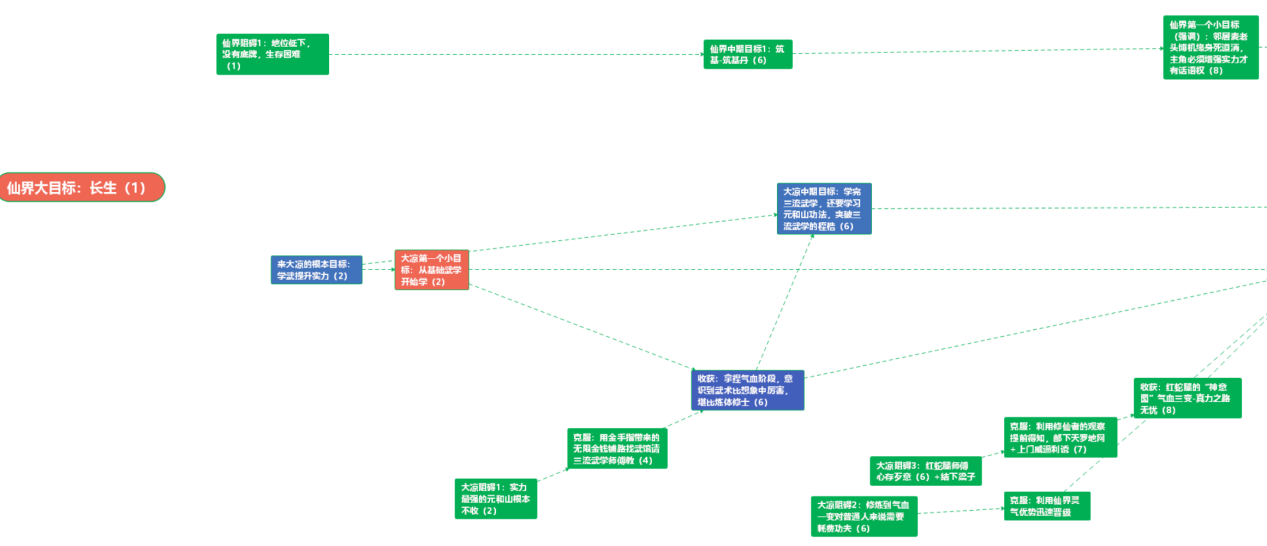 仙界阻碍1：地位低下，
没有底牌，生存困难
（1）
仙界中期目标1：筑
基-筑基丹（6）
仙界第一个小目标
（强调）：邻居姜老
头博机缘身死道消，
主角必须增强实力才
有话语权（8）
仙界大目标：长生（1）
大凉中期目标：学完
三流武学，还要学习
元和山功法，突破三
流武学的桎梏（6）
来大凉的根本目标：
学武提升实力（2）
大凉第一个小目
标：从基础武学
开始学（2）
收获：掌控气血阶段，意
识到武术比想象中厉害，
堪比炼体修士（6）
收获：红蛇腿的“神意
图”气血三变-真力之路
无忧（8）
克服：用金手指带来的
无限金钱铺路找武馆请
三流武学师傅教（4）
克服：利用修仙者的观察
提前得知，部下天罗地网
+上门威逼利诱（7）
大凉阻碍3：红蛇腿师傅
心存歹意（6）+结下梁子
大凉阻碍1：实力
最强的元和山根本
不收（2）
大凉阻碍2：修炼到气血
一变对普通人来说需要
耗费功夫（6）
克服：利用仙界灵
气优势迅速晋级